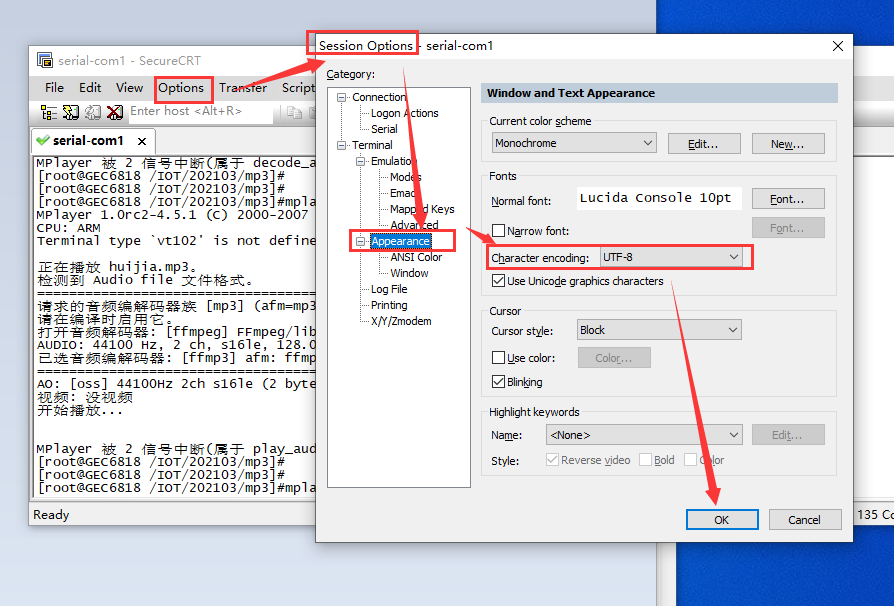 serial-com1 - SecureCRT
File Edit View Options Transfer Script
Enter host <Alt+R>
serial-com1
MPlayer 被 2 信号中断(属于 decode_a
[root@GEC6818 /IOT/202103/mp3]#
[root@GEC6818 /IOT/202103/mp3]#
[root@GEC6818 /IOT/202103/mp3]#mpla
MPlayer 1.0rc2-4.5.1 (C) 2000-2007
CPU: ARM
Terminal type `vt102' is not define
正在播放 huijia.mp3。
检测到 Audio file 文件格式。
==========================================
请求的音频编解码器族 [mp3] (afm=mp3
请在编译时启用它。
打开音频解码器: [ffmpeg] FFmpeg/lib
AUDIO: 44100 Hz, 2 ch, s16le, 128.0
已选音频编解码器: [ffmp3] afm: ffmp
==========================================
AO: [oss] 44100Hz 2ch s16le (2 byte
视频: 没视频
开始播放...
MPlayer 被 2 信号中断(属于 play_aud
[root@GEC6818 /IOT/202103/mp3]#
[root@GEC6818 /IOT/202103/mp3]#
[root@GEC6818 /IOT/202103/mp3]#mpla
Ready
135 Co
Session Options - serial-com1
Category:
Connection
Logon Actions
Serial
Terminal
Emulation
Modes
Emacs
Mapped Keys
Advanced
Appearance
ANSI Color
Window
Log File
Printing
X/Y/Zmodem
Window and Text Appearance
Current color scheme
Monochrome
Edit...
New...
Fonts
Normal font:
Lucida Console 10pt
Font...
Narrow font:
Font...
Character encoding: UTF-8
Use Unicode graphics characters
Cursor
Cursor style: Block
Use color:
Color...
Blinking
Highlight keywords
Name: <None>
Edit...
Style: Reverse video Bold Color
OK
Cancel